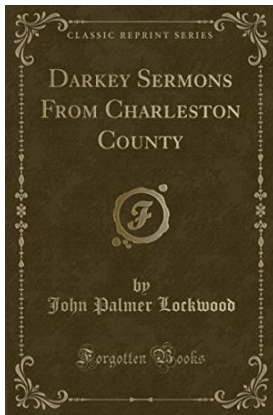 CLASSIC REPRINT SERIES
DARKEY SERMONS
FROM CHARLESTON
COUNTY
F
by
John Palmer Lockwood
Forgotten Books